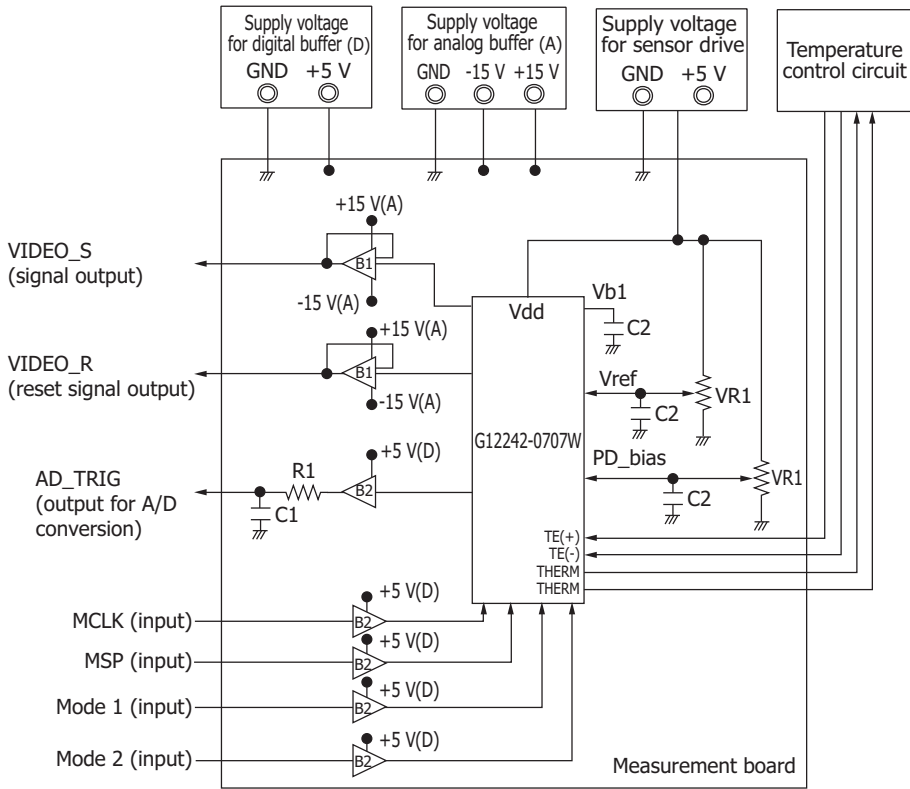 Supply voltage
for digital buffer (D)
GND +5 V
Supply voltage
for analog buffer (A)
GND -15 V +15 V
Supply voltage
for sensor drive
GND +5 V
Temperature
control circuit
+15 V(A)
VIDEO_S
(signal output)
B1
-15 V(A)
Vdd
Vb1
C2
+15 V(A)
VIDEO_R
(reset signal output)
B1
-15 V(A)
Vref
C2
VR1
G12242-0707W
+5 V(D)
AD_TRIG
(output for A/D
conversion)
R1
C1
B2
PD_bias
C2
VR1
TE(+)
TE(-)
THERM
THERM
+5 V(D)
MCLK (input)
B2
+5 V(D)
MSP (input)
B2
+5 V(D)
Mode 1 (input)
B2
+5 V(D)
Mode 2 (input)
B2
Measurement board